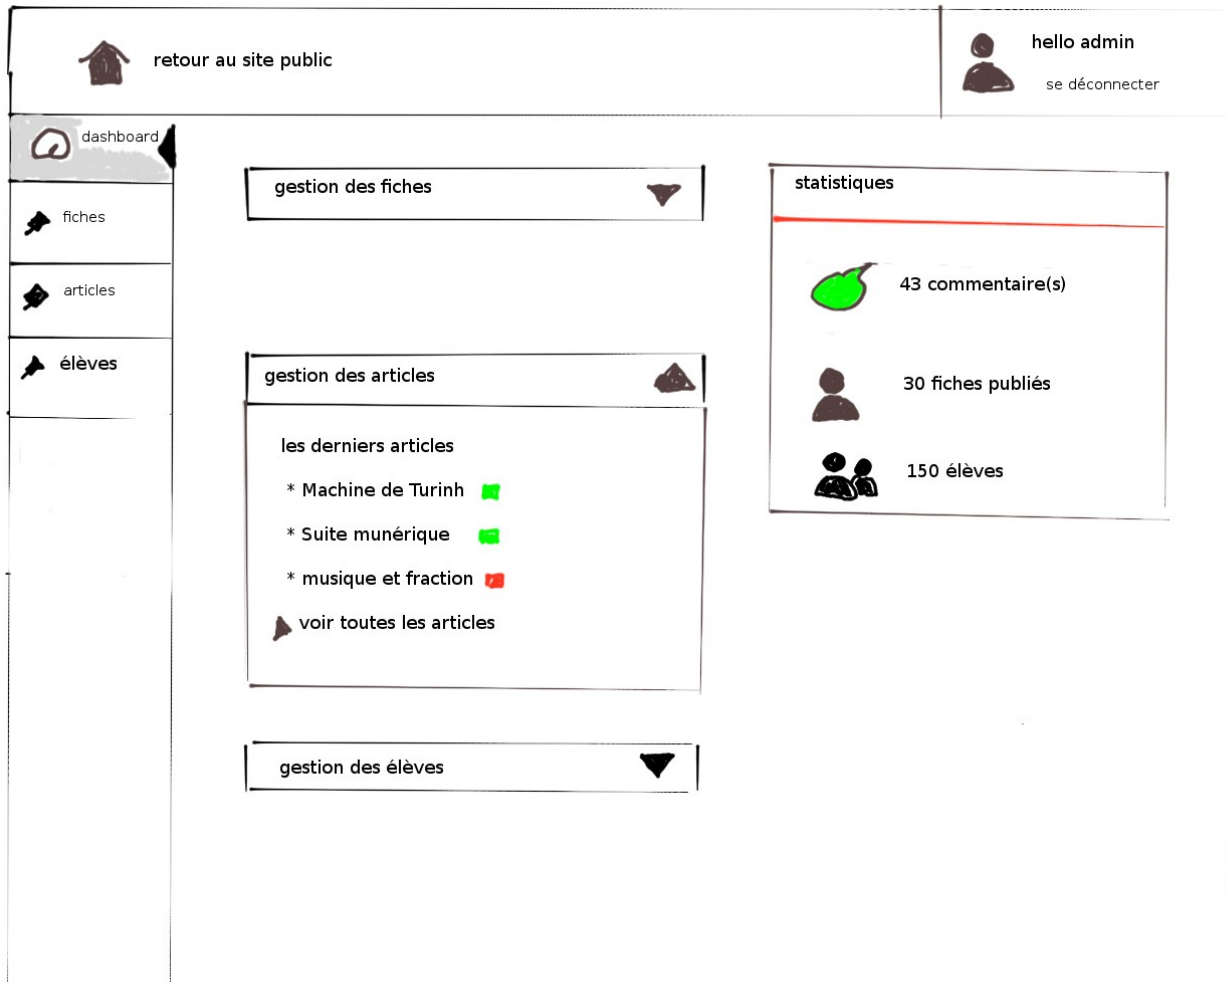 retour au site public
hello admin
se déconnecter
dashboard
fiches
articles
élèves
gestion des fiches
gestion des articles
les derniers articles
* Machine de Turinh
* Suite munérique
* musique et fraction
voir toutes les articles
gestion des élèves
statistiques
43 commentaire(s)
30 fiches publiés
150 élèves